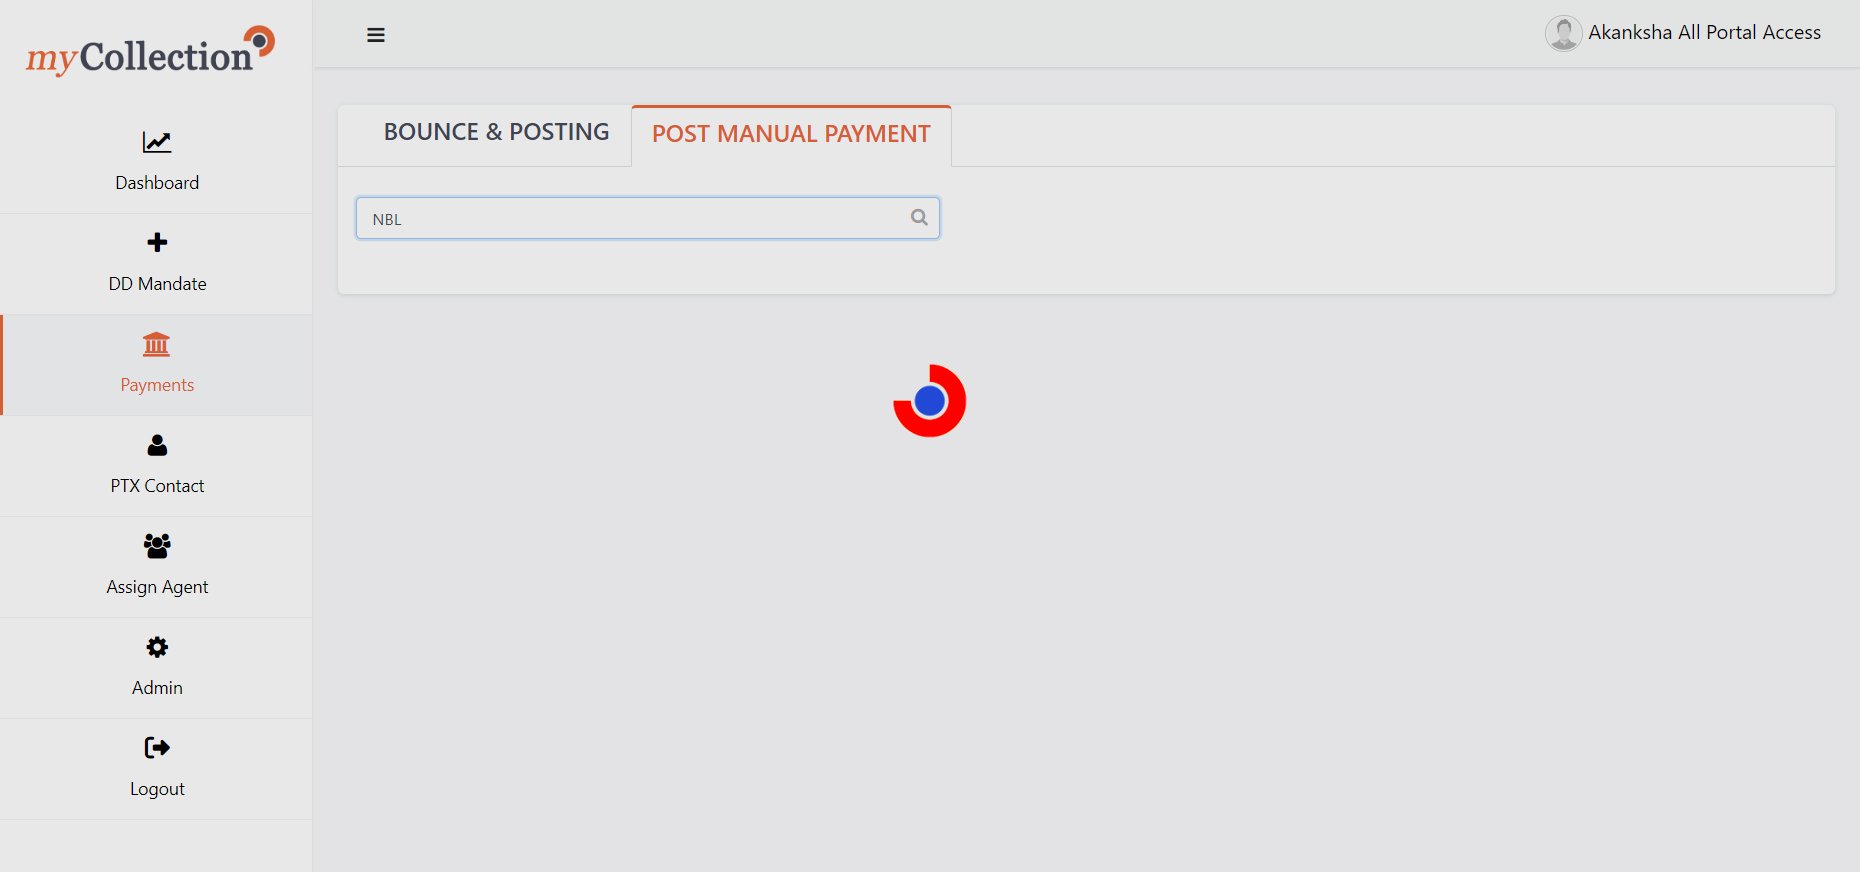 myCollection
Akanksha All Portal Access
BOUNCE & POSTING
POST MANUAL PAYMENT
NBL
Dashboard
DD Mandate
Payments
PTX Contact
Assign Agent
Admin
Logout